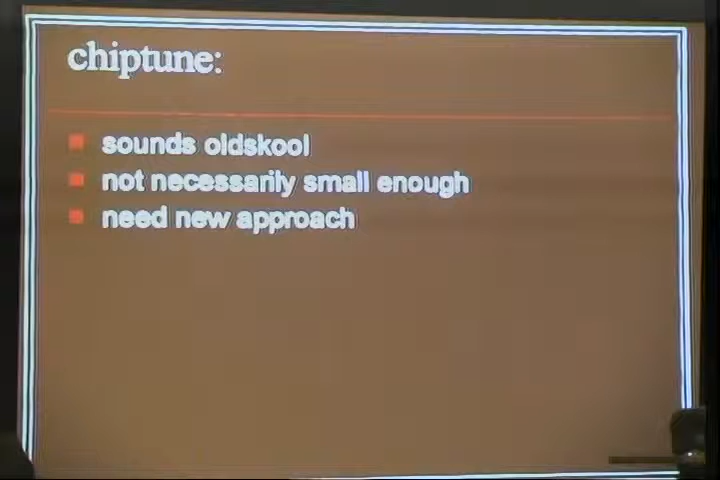 chiptune:
sounds oldskool
not necessarily small enough
need new approach